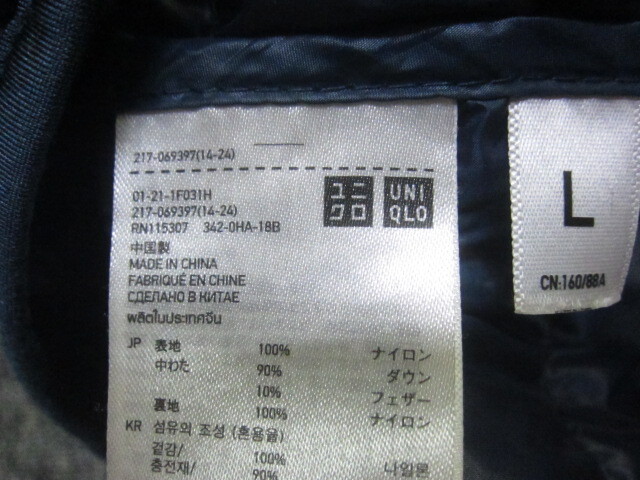 217-069397(14-24)
01-21-1F031H
217-069397(14-24)
RN115307 342-0HA-18B
ユニ
クロ
UNI
QLO
中国製
MADE IN CHINA
FABRIQUÉ EN CHINE
СДЕЛАНО В КИТАЕ
ผลิตในประเทศจีน
JP 表地 100% ナイロン
中わた 90% ダウン
10% フェザー
裏地 100% ナイロン
KR 섬유의 조성 (혼용율)
겉감/ 100% 나일론
충전재/ 90%
L
CN:160/88A